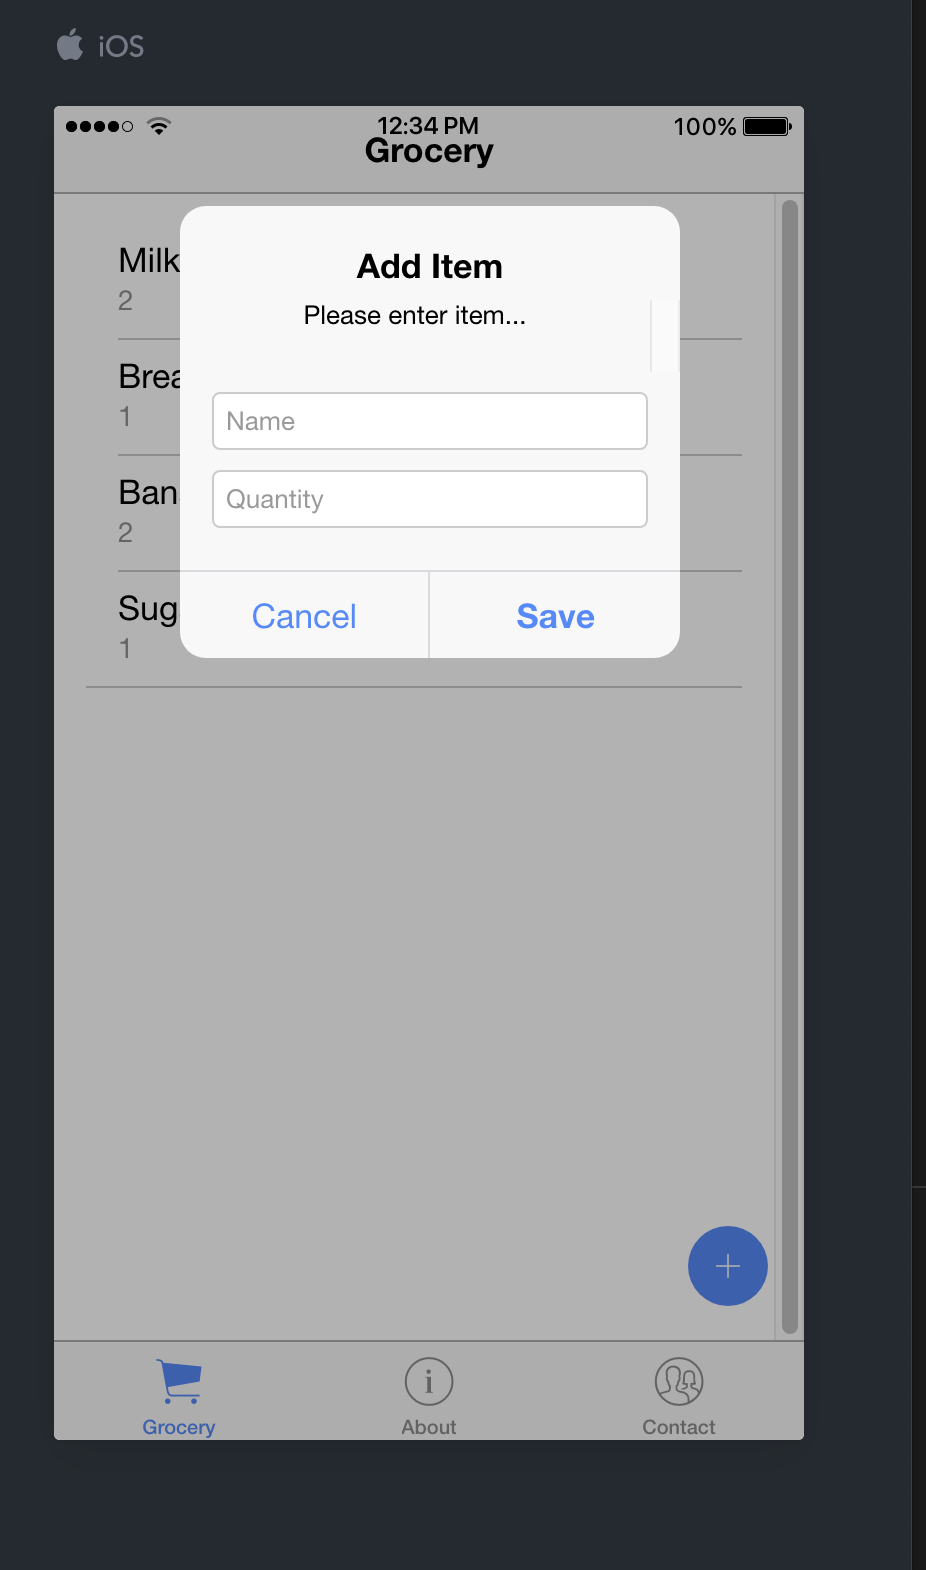 iOS
12:34 PM
100%
Grocery
Add Item
Please enter item...
Milk
2
Brea
1
Name
Ban
2
Quantity
Sug
1
Cancel
Save
+
Grocery
About
Contact